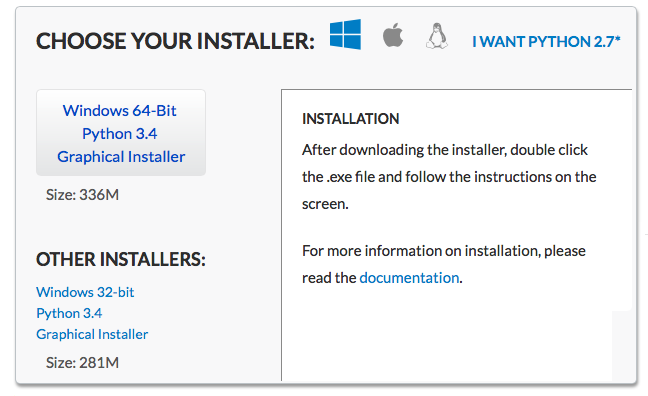 CHOOSE YOUR INSTALLER:
I WANT PYTHON 2.7*
Windows 64-Bit
Python 3.4
Graphical Installer
Size: 336M
OTHER INSTALLERS:
Windows 32-bit
Python 3.4
Graphical Installer
Size: 281M
INSTALLATION
After downloading the installer, double click
the .exe file and follow the instructions on the
screen.
For more information on installation, please
read the documentation.